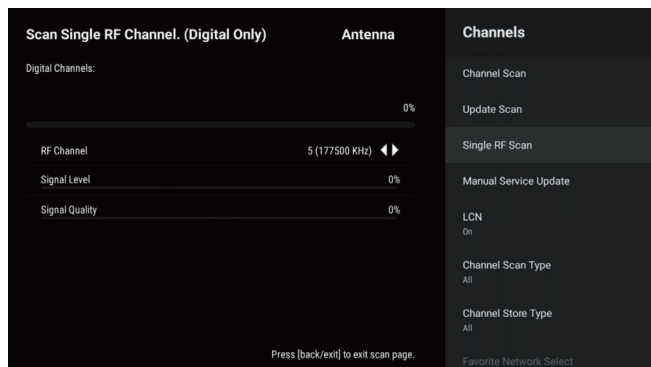 Scan Single RF Channel. (Digital Only) Antenna
Digital Channels:
0%
RF Channel 5 (177500 KHz)
Signal Level 0%
Signal Quality 0%
Press [back/exit] to exit scan page.
Channels
Channel Scan
Update Scan
Single RF Scan
Manual Service Update
LCN
On
Channel Scan Type
All
Channel Store Type
All
Favorite Network Select